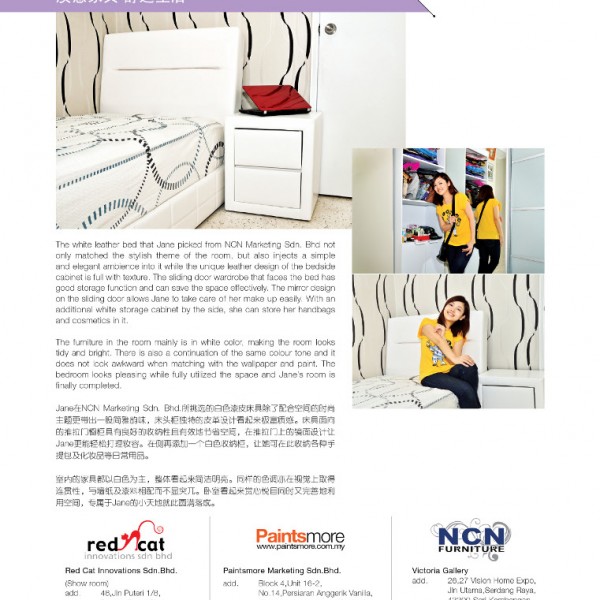 The white leather bed that Jane picked from NCN Marketing Sdn. Bhd not
only matched the stylish theme of the room, but also injects a simple
and elegant ambience into it while the unique leather design of the bedside
cabinet is full with texture. The sliding door wardrobe that faces the bed has
good storage function and can save the space effectively. The mirror design
on the sliding door allows Jane to take care of her make up easily. With an
additional white storage cabinet by the side, she can store her handbags
and cosmetics in it.
The furniture in the room mainly is in white color, making the room looks
tidy and bright. There is also a continuation of the same colour tone and it
does not look awkward when matching with the wallpaper and paint. The
bedroom looks pleasing while fully utilized the space and Jane's room is
finally completed.
Jane在NCN Marketing Sdn. Bhd.所挑选的白色漆皮床具除了配合空间的时尚
主题更带出一股简雅韵味，床头柜独特的皮革设计看起来极富质感。床具面向
的推拉门橱柜具有良好的收纳性且有效地节省空间，在推拉门上的镜面设计让
Jane更能轻松打理妆容。在侧再添加一个白色收纳柜，让她可在此收纳各种手
提包及化妆品等日常用品。
室内的家具都以白色为主，整体看起来简洁明亮。同样的色调亦在视觉上取得
连贯性，与墙纸及漆料相配而不显突兀。卧室看起来赏心悦目同时又完善地利
用空间，专属于Jane的小天地就此圆满落成。
red cat
innovations sdn bhd
Red Cat Innovations Sdn.Bhd.
(Show room)
add. 48,Jln Puteri 1/8,
Paintsmore
www.paintsmore.com.my
Paintsmore Marketing Sdn.Bhd.
add. Block 4,Unit 16-2,
No.14,Persiaran Anggerik Vanilla,
NCN
FURNITURE
Victoria Gallery
add. 26.27 Vision Home Expo,
Jln Utama,Serdang Raya,